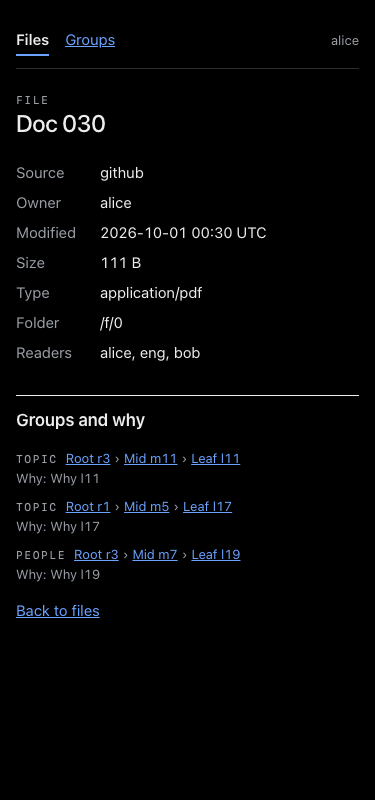 Files Groups alice
FILE
Doc 030
Source github
Owner alice
Modified 2026-10-01 00:30 UTC
Size 111 B
Type application/pdf
Folder /f/0
Readers alice, eng, bob
Groups and why
TOPIC Root r3 › Mid m11 › Leaf l11
Why: Why l11
TOPIC Root r1 › Mid m5 › Leaf l17
Why: Why l17
PEOPLE Root r3 › Mid m7 › Leaf l19
Why: Why l19
Back to files